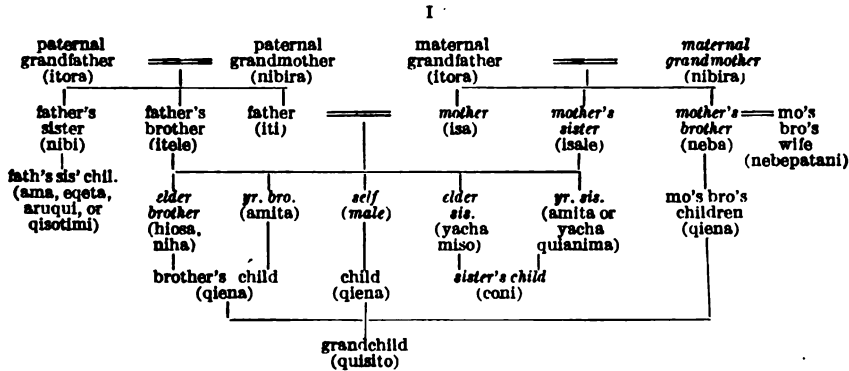 I
paternal grandfather (itora)
paternal grandmother (nibira)
maternal grandfather (itora)
maternal grandmother (nibira)
father's sister (nibi)
father's brother (itele)
father (iti)
mother (isa)
mother's sister (isale)
mother's brother (neba)
mo's bro's wife (nebepatani)
fath's sis' chil. (ama, eqeta, aruqui, or qisotimi)
elder brother (hiosa, niha)
yr. bro. (amita)
self (male)
elder sis. (yacha miso)
yr. sis. (amita or yacha quianima)
mo's bro's children (qiena)
brother's child (qiena)
child (qiena)
sister's child (coni)
grandchild (quisito)